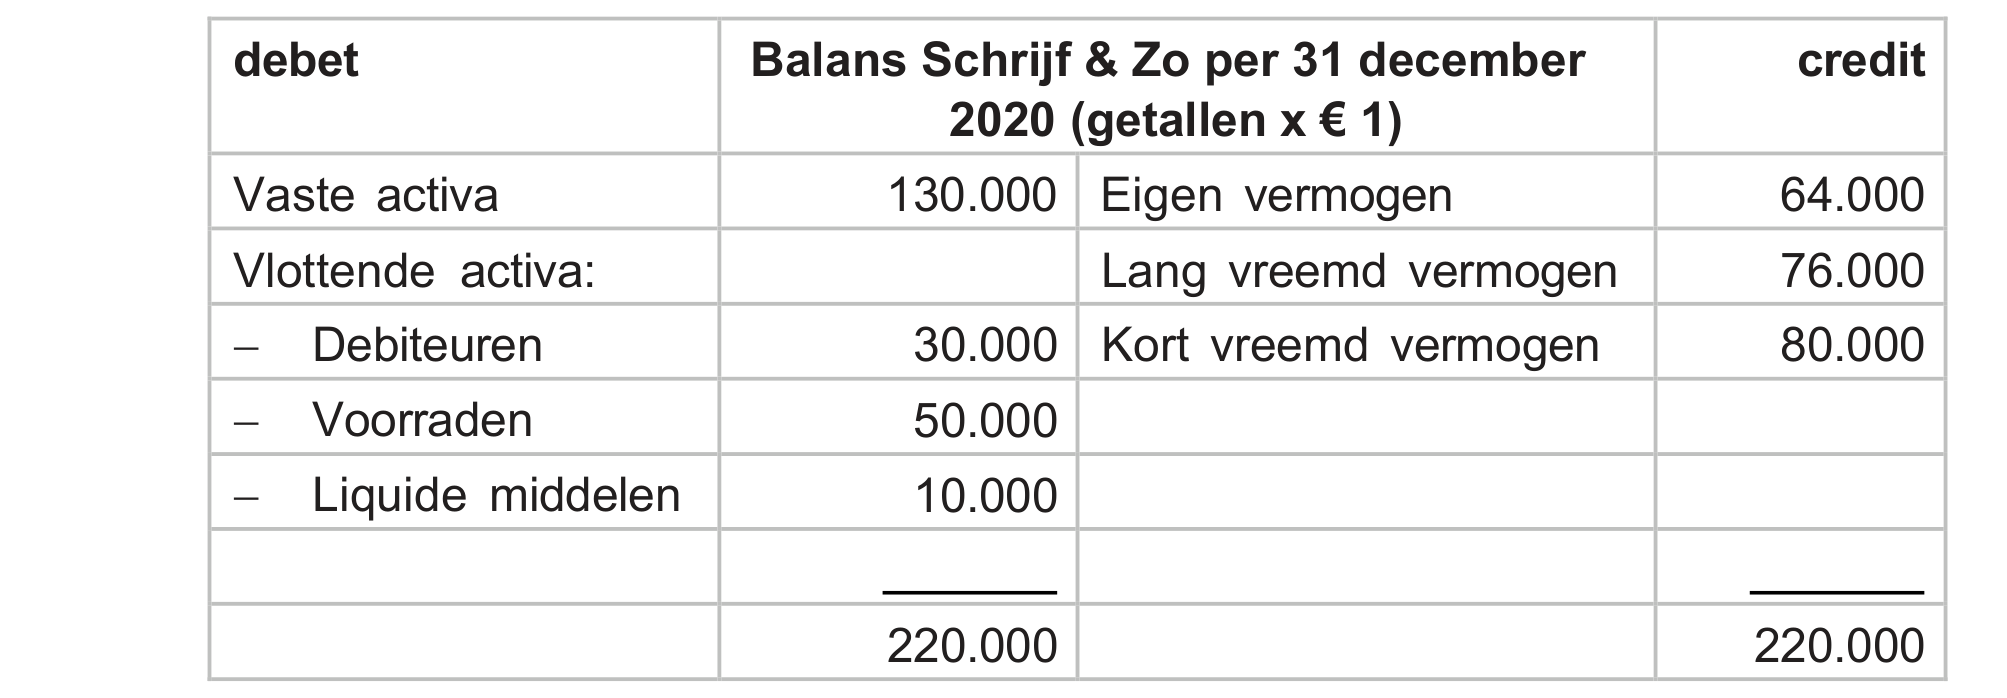 debet Balans Schrijf & Zo per 31 december credit
2020 (getallen x € 1)
Vaste activa 130.000 Eigen vermogen 64.000
Vlottende activa: Lang vreemd vermogen 76.000
– Debiteuren 30.000 Kort vreemd vermogen 80.000
– Voorraden 50.000
– Liquide middelen 10.000
220.000 220.000